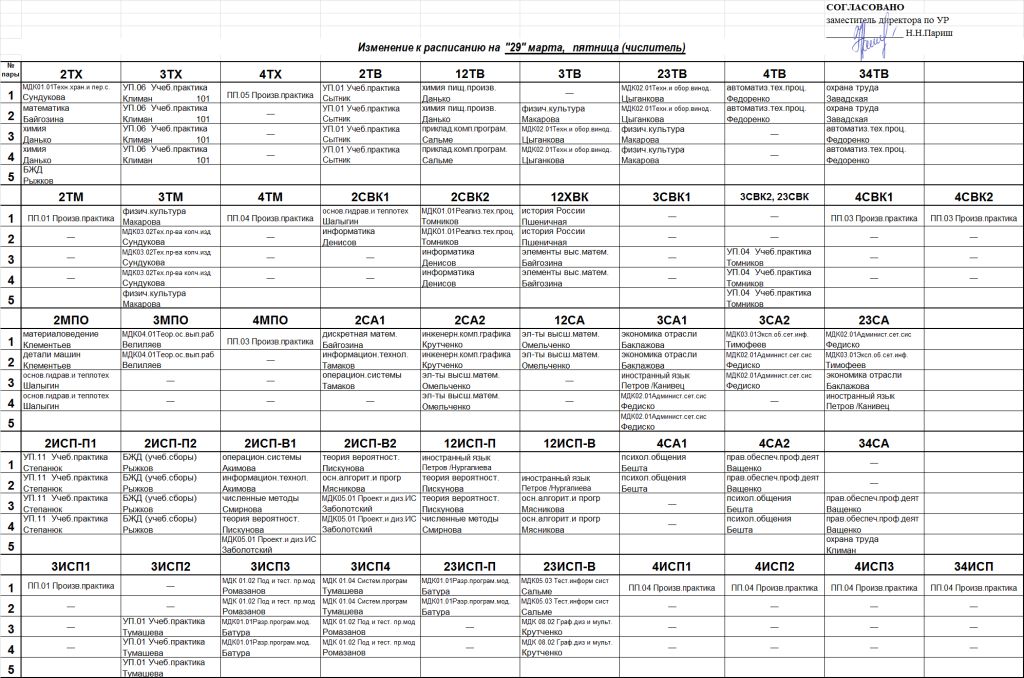 СОГЛАСОВАНО
заместитель директора по УР
Н.Н.Париш
Изменение к расписанию на "29" марта, пятница (числитель)
№ пары 2ТХ 3ТХ 4ТХ 2ТВ 12ТВ 3ТВ 23ТВ 4ТВ 34ТВ
1 МДК01.01Техн.хран.и пер.с. УП.06 Учеб.практика ПП.05 Произв.практика УП.01 Учеб.практика химия пищ.произв. — МДК02.01Техн.и обор.винод. автоматиз.тех.проц. охрана труда
Сундукова Климан 101 Сытник Данько Цыганкова Федоренко Завадская
2 математика УП.06 Учеб.практика — УП.01 Учеб.практика химия пищ.произв. физич.культура МДК02.01Техн.и обор.винод. автоматиз.тех.проц. охрана труда
Байгозина Климан 101 Сытник Данько Макарова Цыганкова Федоренко Завадская
3 химия УП.06 Учеб.практика — УП.01 Учеб.практика приклад.комп.програм. МДК02.01Техн.и обор.винод. физич.культура — автоматиз.тех.проц.
Данько Климан 101 Сытник Сальме Цыганкова Макарова Федоренко
4 химия УП.06 Учеб.практика — УП.01 Учеб.практика приклад.комп.програм. МДК02.01Техн.и обор.винод. физич.культура — автоматиз.тех.проц.
Данько Климан 101 Сытник Сальме Цыганкова Макарова Федоренко
5 БЖД
Рыжков
2ТМ 3ТМ 4ТМ 2СВК1 2СВК2 12ХВК 3СВК1 3СВК2, 23СВК 4СВК1 4СВК2
1 ПП.01 Произв.практика физич.культура ПП.04 Произв.практика основ.гидрав.и теплотех МДК01.01Реализ.тех.проц. история России — — ПП.03 Произв.практика ПП.03 Произв.практика
Макарова Шалыгин Томников Пшеничная
2 — МДК03.02Тех.пр-ва копч.изд — информатика МДК01.01Реализ.тех.проц. история России — — — —
Сундукова Денисов Томников Пшеничная
3 — МДК03.02Тех.пр-ва копч.изд — — информатика элементы выс.матем. — УП.04 Учеб.практика — —
Сундукова Денисов Байгозина Томников
4 — МДК03.02Тех.пр-ва копч.изд — — информатика элементы выс.матем. — УП.04 Учеб.практика — —
Сундукова Денисов Байгозина Томников
5 физич.культура УП.04 Учеб.практика
Макарова Томников
2МПО 3МПО 4МПО 2СА1 2СА2 12СА 3СА1 3СА2 23СА
1 материаловедение МДК04.01Теор.ос.вып.раб ПП.03 Произв.практика дискретная матем. инженерн.комп.графика эл-ты высш.матем. экономика отрасли МДК03.01Эксп.об.сет.инф. МДК02.01Админист.сет.сис
Клементьев Велиляев Байгозина Крутченко Омельченко Баклажова Тимофеев Федиско
2 детали машин МДК04.01Теор.ос.вып.раб — информацион.технол. инженерн.комп.графика эл-ты высш.матем. экономика отрасли МДК02.01Админист.сет.сис МДК03.01Эксп.об.сет.инф.
Клементьев Велиляев Тамаков Крутченко Омельченко Баклажова Федиско Тимофеев
3 основ.гидрав.и теплотех — — операцион.системы эл-ты высш.матем. — иностранный язык МДК02.01Админист.сет.сис экономика отрасли
Шалыгин Тамаков Омельченко Петров /Канивец Федиско Баклажова
4 основ.гидрав.и теплотех — — — эл-ты высш.матем. — МДК02.01Админист.сет.сис — иностранный язык
Шалыгин Омельченко Федиско Петров /Канивец
5 МДК02.01Админист.сет.сис
Федиско
2ИСП-П1 2ИСП-П2 2ИСП-В1 2ИСП-В2 12ИСП-П 12ИСП-В 4СА1 4СА2 34СА
1 УП.11 Учеб.практика БЖД (учеб.сборы) операцион.системы теория вероятност. иностранный язык психол.общения прав.обеспеч.проф.деят —
Степанюк Рыжков Акимова Пискунова Петров /Нургалиева Бешта Ващенко
2 УП.11 Учеб.практика БЖД (учеб.сборы) информацион.технол. осн.алгорит.и прогр теория вероятност. иностранный язык психол.общения прав.обеспеч.проф.деят —
Степанюк Рыжков Акимова Мясникова Пискунова Петров /Нургалиева Бешта Ващенко
3 УП.11 Учеб.практика БЖД (учеб.сборы) численные методы МДК05.01 Проект.и диз.ИС теория вероятност. осн.алгорит.и прогр — психол.общения прав.обеспеч.проф.деят
Степанюк Рыжков Смирнова Заболотский Пискунова Мясникова Бешта Ващенко
4 УП.11 Учеб.практика БЖД (учеб.сборы) теория вероятност. МДК05.01 Проект.и диз.ИС численные методы осн.алгорит.и прогр — психол.общения прав.обеспеч.проф.деят
Степанюк Рыжков Пискунова Заболотский Смирнова Мясникова Бешта Ващенко
5 МДК05.01 Проект.и диз.ИС охрана труда
Заболотский Климан
3ИСП1 3ИСП2 3ИСП3 3ИСП-В 23ИСП-П 23ИСП-В 4ИСП1 4ИСП2 4ИСП3 34ИСП
1 ПП.01 Произв.практика — МДК 01.02 Под и тест. пр.мод МДК 01.04 Систем.програм МДК01.01Разр.програм.мод. МДК05.03 Тест.информ сист ПП.04 Произв.практика ПП.04 Произв.практика ПП.04 Произв.практика ПП.04 Произв.практика
Ромазанов Тумашева Батура Сальме
2 — — МДК 01.02 Под и тест. пр.мод МДК 01.04 Систем.програм МДК01.01Разр.програм.мод. МДК05.03 Тест.информ сист — — — —
Ромазанов Тумашева Батура Сальме
3 — УП.01 Учеб.практика МДК01.01Разр.програм.мод. МДК 01.02 Под и тест. пр.мод — МДК 08.02 Граф.диз и мульт. — — — —
Тумашева Батура Ромазанов Крутченко
4 — УП.01 Учеб.практика МДК01.01Разр.програм.мод. МДК 01.02 Под и тест. пр.мод — МДК 08.02 Граф.диз и мульт. — — — —
Тумашева Батура Ромазанов Крутченко
5 УП.01 Учеб.практика
Тумашева